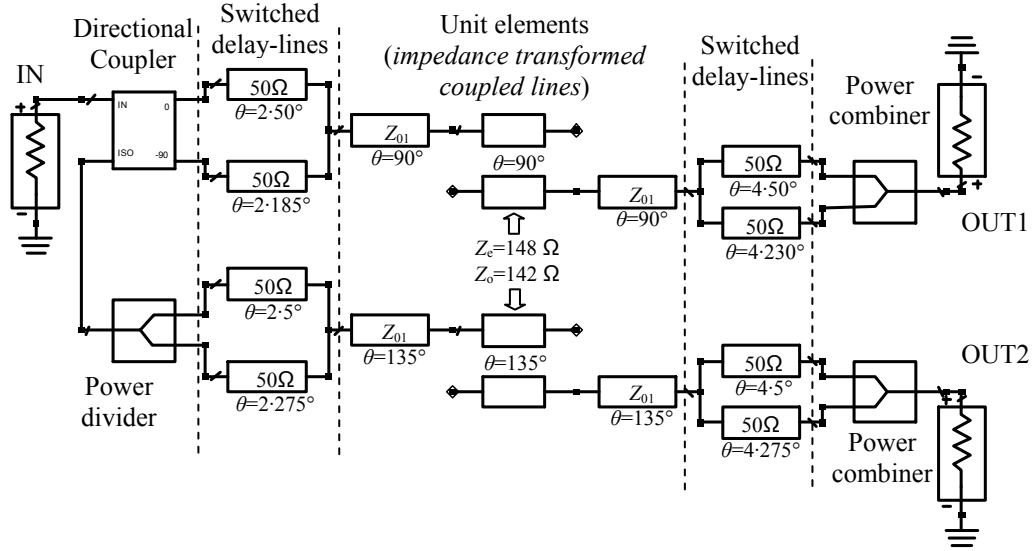 Switched
delay-lines
Directional
Coupler
Unit elements
(impedance transformed
coupled lines)
Switched
delay-lines
Power
combiner
IN
+
-
IN
0
ISO
-90
50Ω
θ=2·50°
50Ω
θ=2·185°
Z01
θ=90°
θ=90°
Z01
θ=90°
50Ω
θ=4·50°
50Ω
θ=4·230°
-
+
OUT1
Ze=148 Ω
Zo=142 Ω
50Ω
θ=2·5°
50Ω
θ=2·275°
Z01
θ=135°
θ=135°
Z01
θ=135°
50Ω
θ=4·5°
50Ω
θ=4·275°
OUT2
+
-
Power
divider
Power
combiner